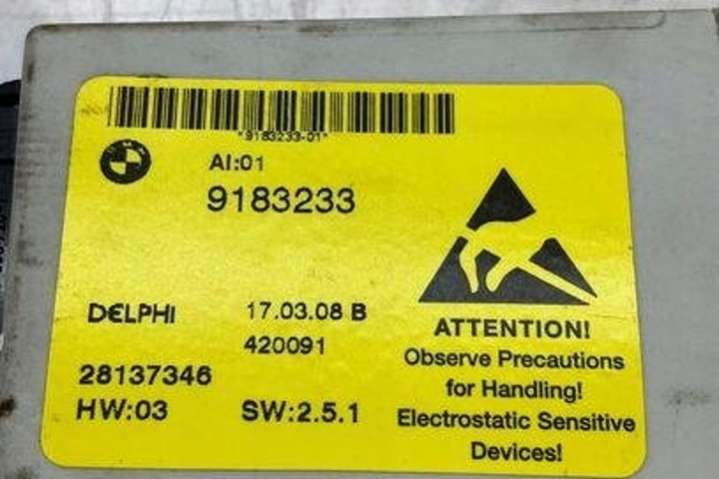 *9183233-01*
AI:01
9183233
DELPHI
17.03.08 B
420091
28137346
HW:03
SW:2.5.1
ATTENTION!
Observe Precautions
for Handling!
Electrostatic Sensitive
Devices!